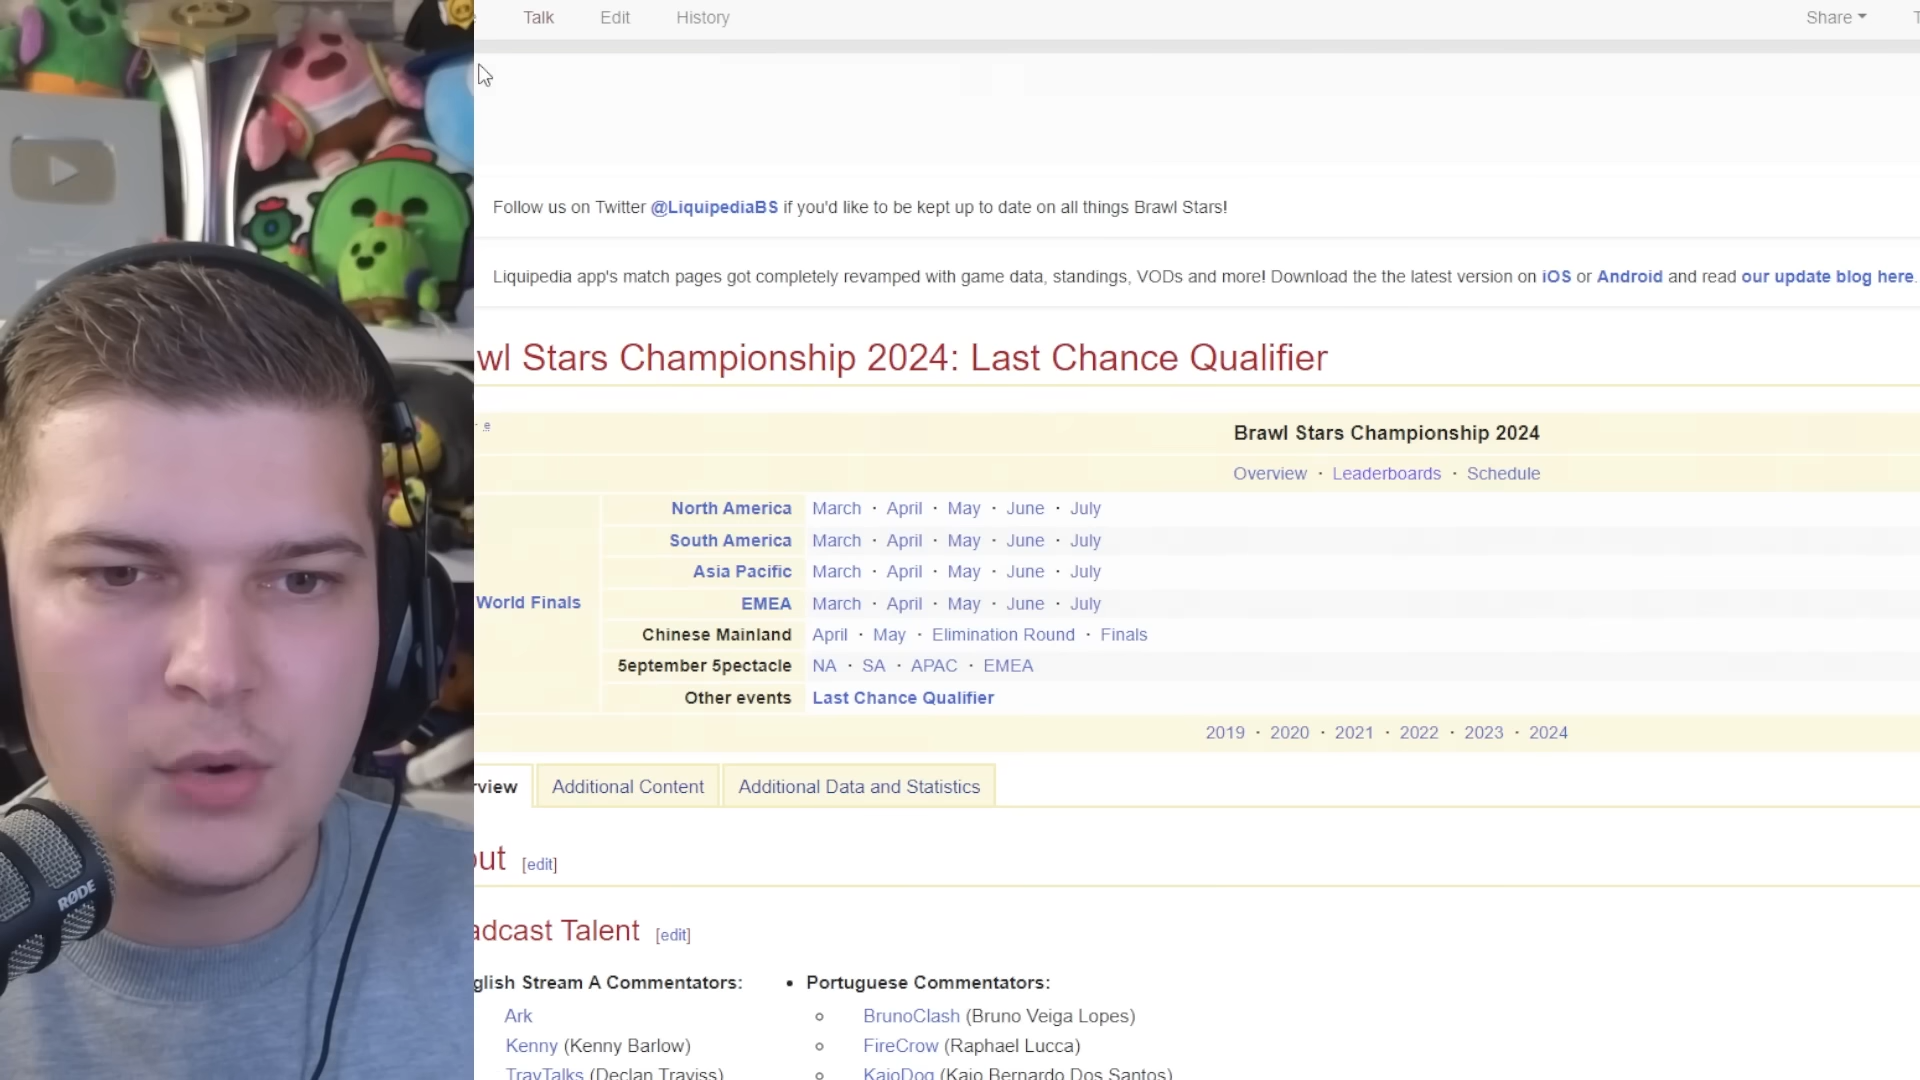 Talk Edit History Share
Follow us on Twitter @LiquipediaBS if you'd like to be kept up to date on all things Brawl Stars!
Liquipedia app's match pages got completely revamped with game data, standings, VODs and more! Download the the latest version on iOS or Android and read our update blog here.
wl Stars Championship 2024: Last Chance Qualifier
e
Brawl Stars Championship 2024
Overview · Leaderboards · Schedule
North America March · April · May · June · July
South America March · April · May · June · July
Asia Pacific March · April · May · June · July
World Finals EMEA March · April · May · June · July
Chinese Mainland April · May · Elimination Round · Finals
5eptember 5pectacle NA · SA · APAC · EMEA
Other events Last Chance Qualifier
2019 · 2020 · 2021 · 2022 · 2023 · 2024
rview Additional Content Additional Data and Statistics
out [edit]
adcast Talent [edit]
glish Stream A Commentators: • Portuguese Commentators:
Ark BrunoClash (Bruno Veiga Lopes)
Kenny (Kenny Barlow) FireCrow (Raphael Lucca)
TravTalks (Declan Traviss) KaioDog (Kaio Bernardo Dos Santos)
RØDE